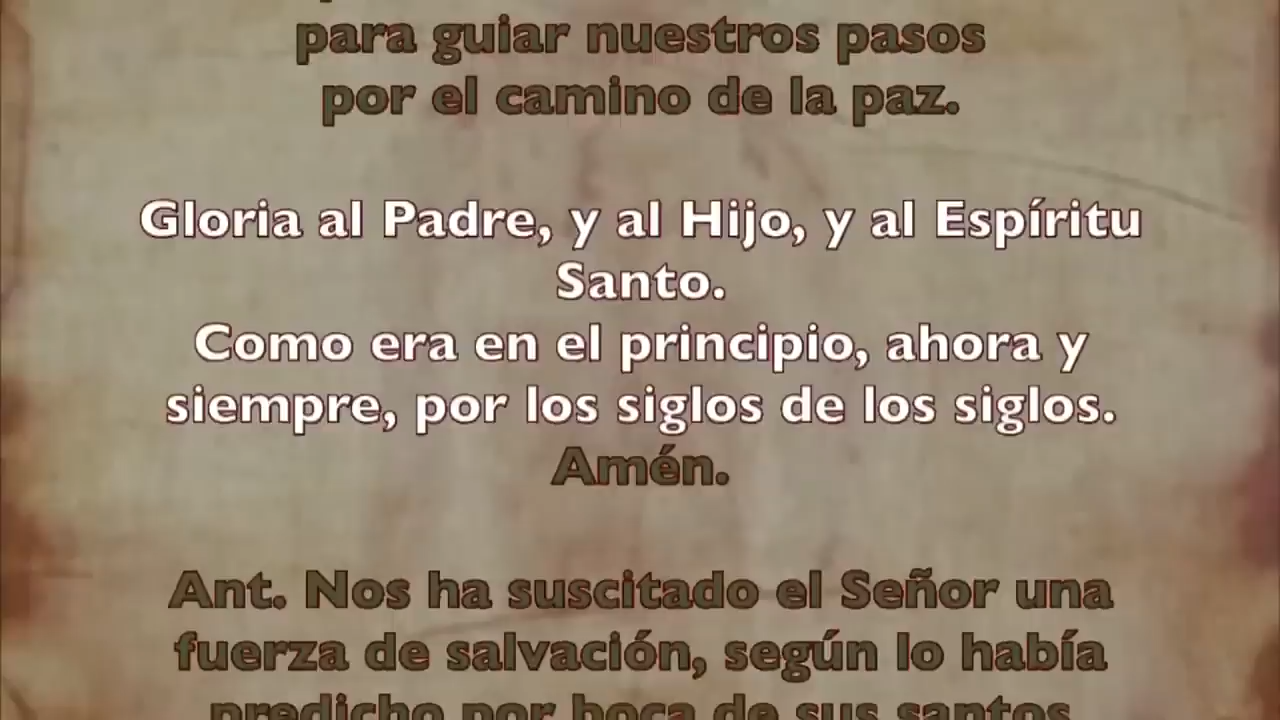 para guiar nuestros pasos
por el camino de la paz.
Gloria al Padre, y al Hijo, y al Espíritu
Santo.
Como era en el principio, ahora y
siempre, por los siglos de los siglos.
Amén.
Ant. Nos ha suscitado el Señor una
fuerza de salvación, según lo había
predicho por boca de sus santos